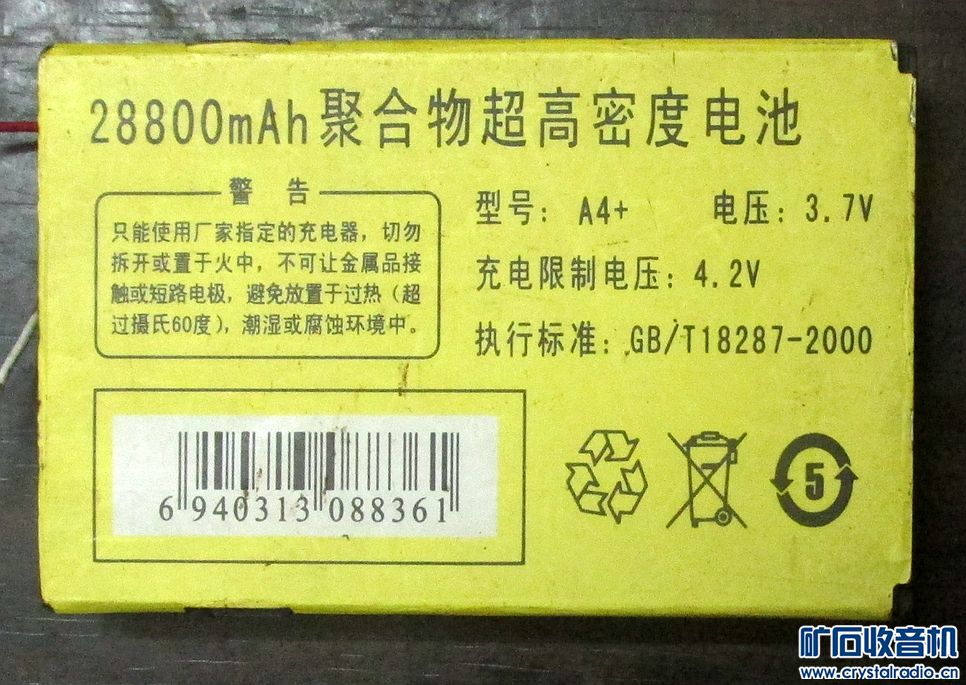 28800mAh聚合物超高密度电池
警 告
只能使用厂家指定的充电器，切勿
拆开或置于火中，不可让金属品接
触或短路电极，避免放置于过热（超
过摄氏60度），潮湿或腐蚀环境中。
型号：A4+ 电压：3.7V
充电限制电压：4.2V
执行标准：GB/T18287-2000
6 940313 088361
5
矿石收音机
www.crystalradio.cn